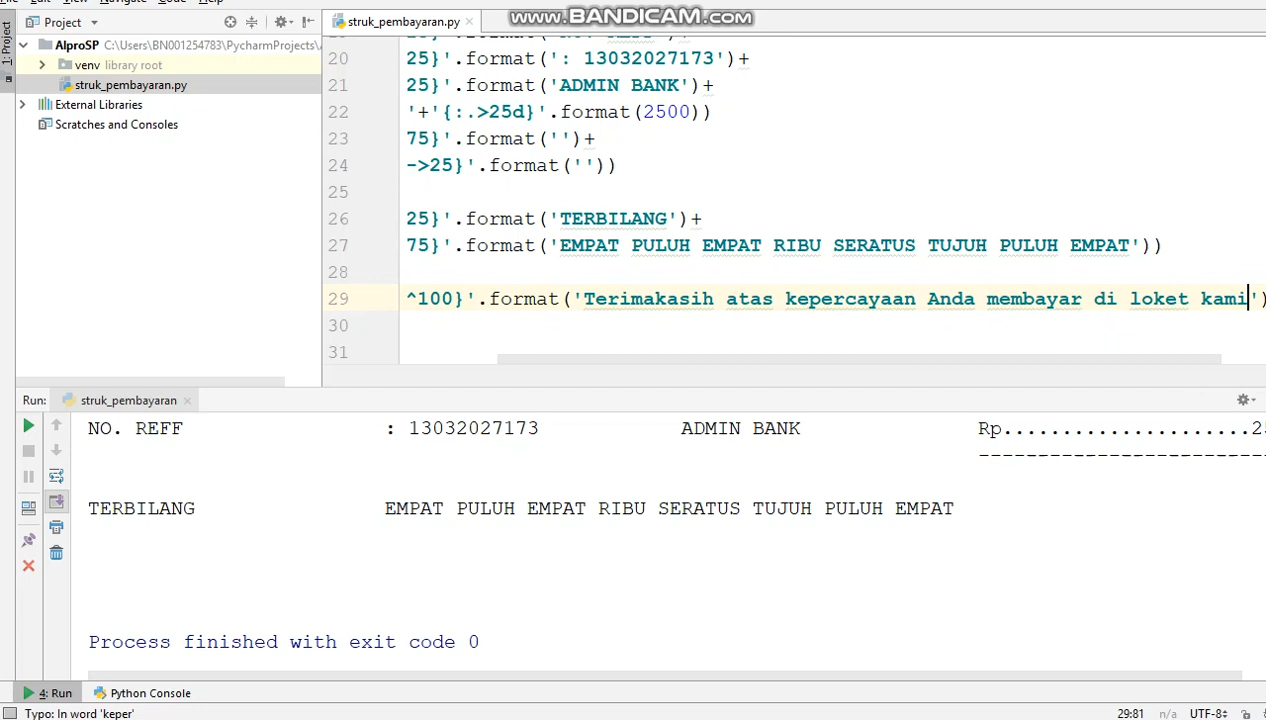 www.BANDICAM.com
Project
struk_pembayaran.py
1: Project
AlproSP C:\Users\BN001254783\PycharmProjects\
venv library root
struk_pembayaran.py
External Libraries
Scratches and Consoles
20 25}'.format(': 13032027173')+
21 25}'.format('ADMIN BANK')+
22 '+'{:.>25d}'.format(2500))
23 75}'.format('')+
24 ->25}'.format(''))
25
26 25}'.format('TERBILANG')+
27 75}'.format('EMPAT PULUH EMPAT RIBU SERATUS TUJUH PULUH EMPAT'))
28
29 ^100}'.format('Terimakasih atas kepercayaan Anda membayar di loket kami')
30
31
Run: struk_pembayaran
NO. REFF : 13032027173 ADMIN BANK Rp.....................25
----------------------
TERBILANG EMPAT PULUH EMPAT RIBU SERATUS TUJUH PULUH EMPAT
Process finished with exit code 0
4: Run Python Console
Typo: In word 'keper' 29:81 n/a UTF-8